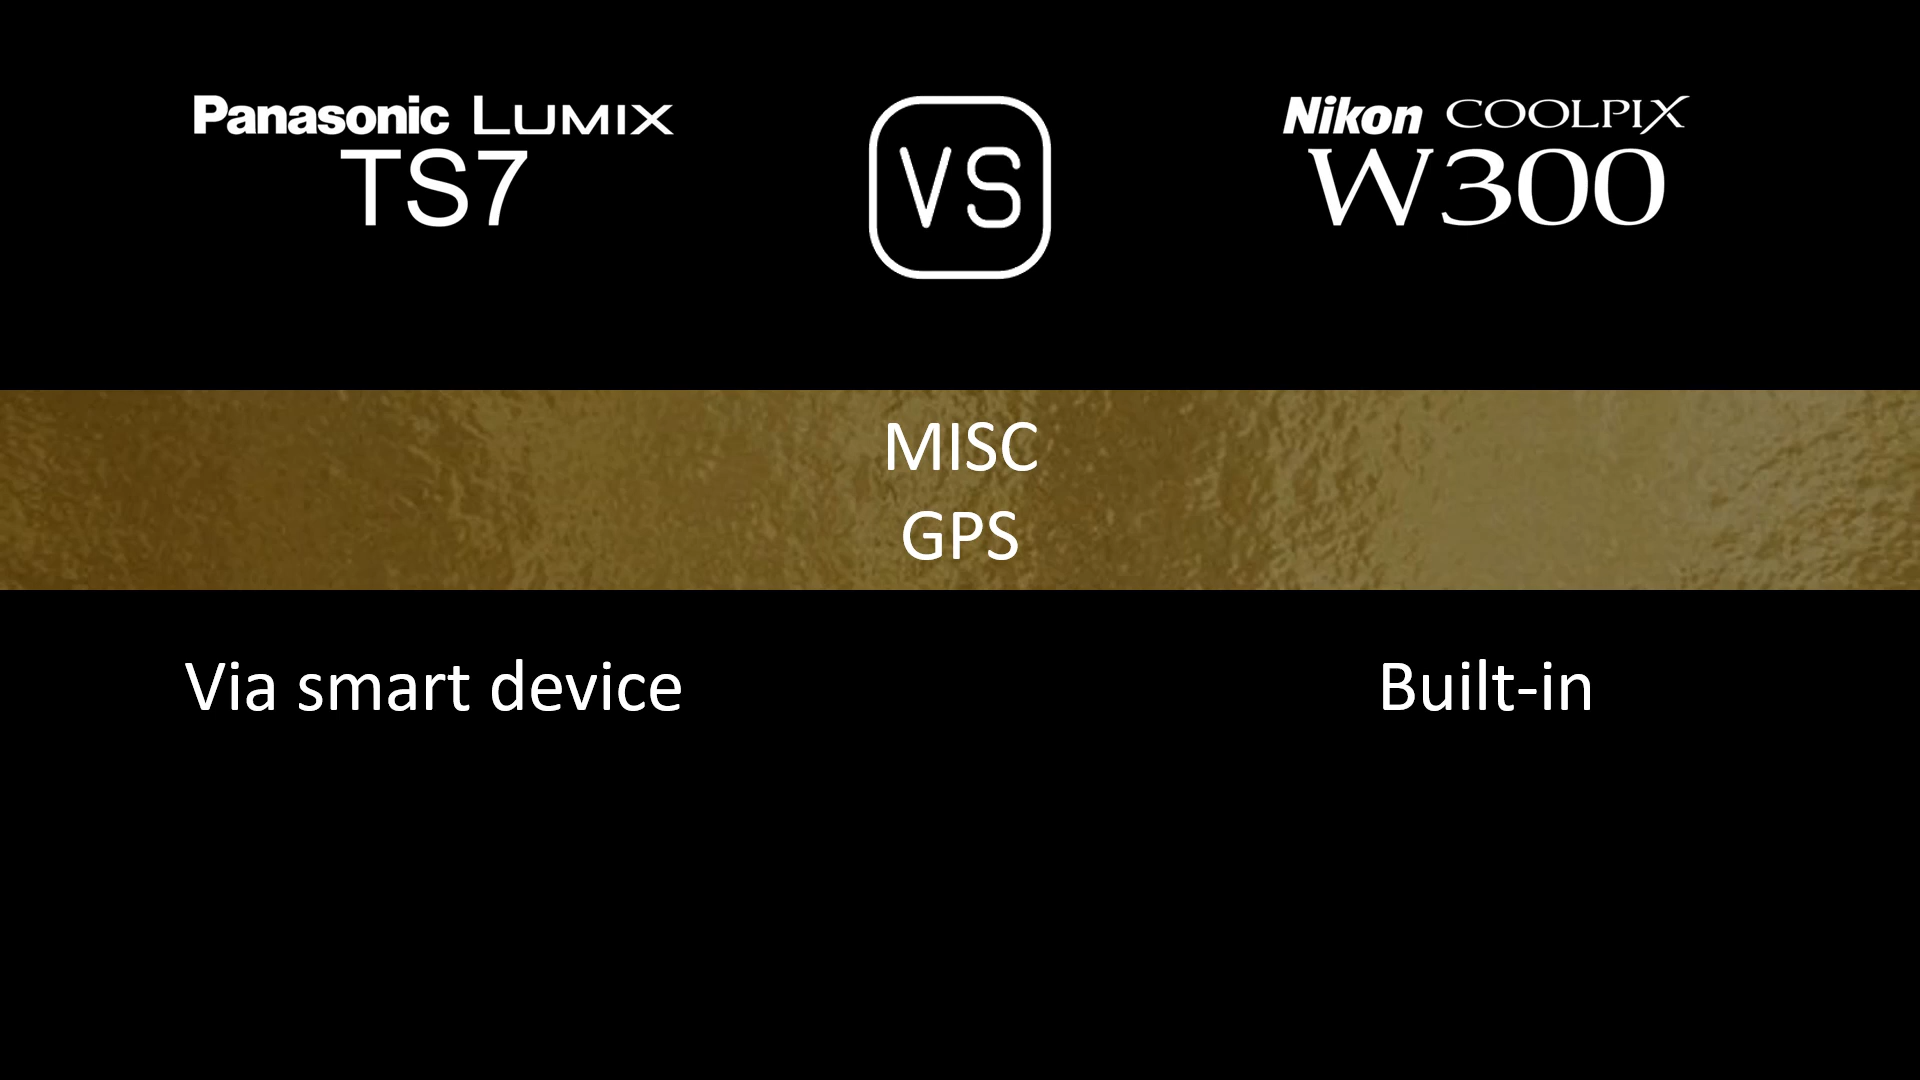 Panasonic LUMIX
TS7
VS
Nikon COOLPIX
W300
MISC
GPS
Via smart device
Built-in